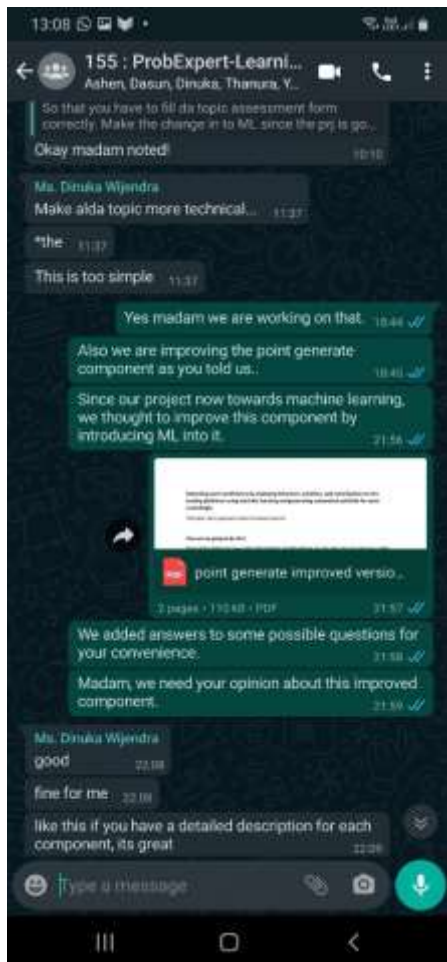 13:08
155 : ProbExpert-Learni...
Ashen, Dasun, Dinuka, Thanura, Y...
So that you have to fill da topic assessment form
correctly. Make the change in to ML since the prj is go...
Okay madam noted!
10:10
Ms. Dinuka Wijendra
Make alda topic more technical...
11:37
*the
11:37
This is too simple
11:37
Yes madam we are working on that.
18:44
Also we are improving the point generate
component as you told us..
18:45
Since our project now towards machine learning,
we thought to improve this component by
introducing ML into it.
21:56
PDF
point generate improved versio...
2 pages • 110 kB • PDF
21:57
We added answers to some possible questions for
your convenience.
21:58
Madam, we need your opinion about this improved
component.
21:59
Ms. Dinuka Wijendra
good
22:08
fine for me
22:09
like this if you have a detailed description for each
component, its great
22:09
Type a message